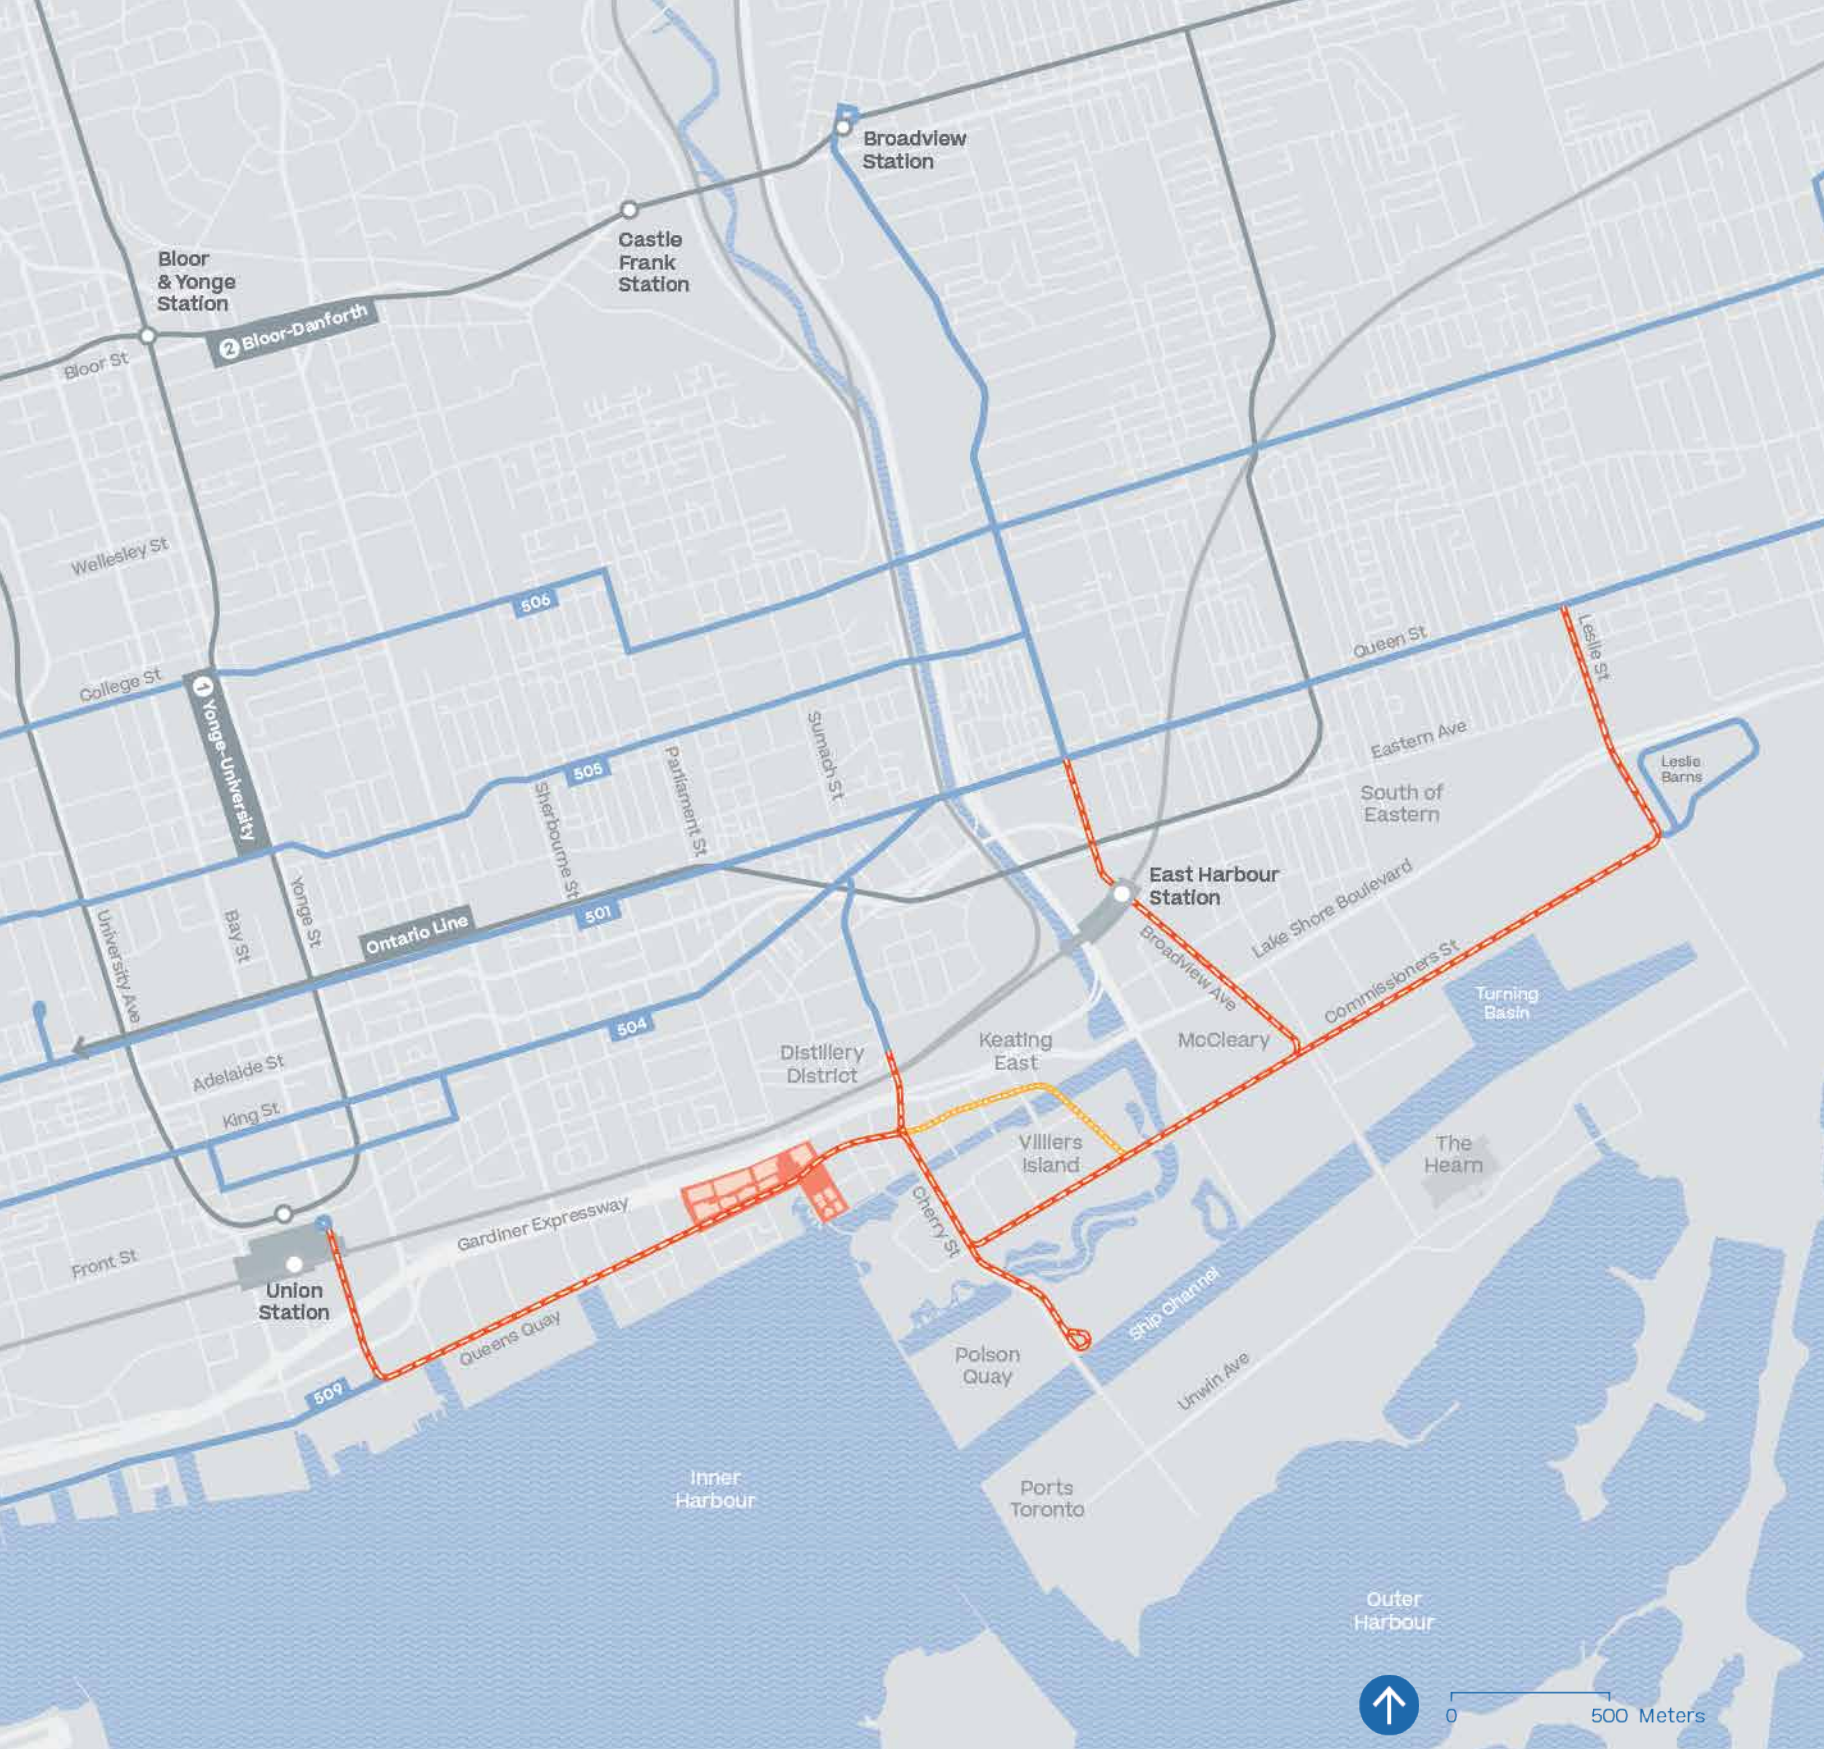 Broadview
Station
Castle
Frank
Station
Bloor
& Yonge
Station
2 Bloor-Danforth
Bloor St
Wellesley St
506
College St
1 Yonge-University
Queen St
Leslie St
Eastern Ave
Leslie
Barns
South of
Eastern
505
Sherbourne St
Parliament St
Sumach St
East Harbour
Station
Ontario Line
501
University Ave
Bay St
Yonge St
Broadview Ave
Lake Shore Boulevard
Commissioners St
Turning
Basin
504
Keating
East
McCleary
Distillery
District
Adelaide St
King St
Villiers
Island
The
Hearn
Cherry St
Gardiner Expressway
Front St
Union
Station
Queens Quay
509
Ship Channel
Polson
Quay
Unwin Ave
Inner
Harbour
Ports
Toronto
Outer
Harbour
0
500 Meters